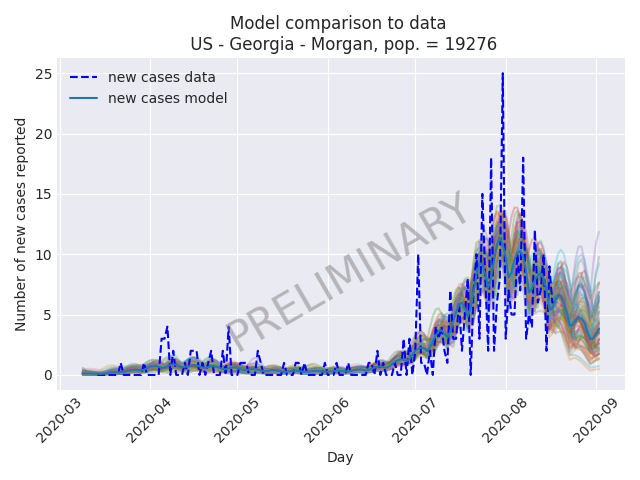 Model comparison to data
US - Georgia - Morgan, pop. = 19276
new cases data
new cases model
25
20
15
10
5
0
Number of new cases reported
PRELIMINARY
2020-03
2020-04
2020-05
2020-06
2020-07
2020-08
2020-09
Day